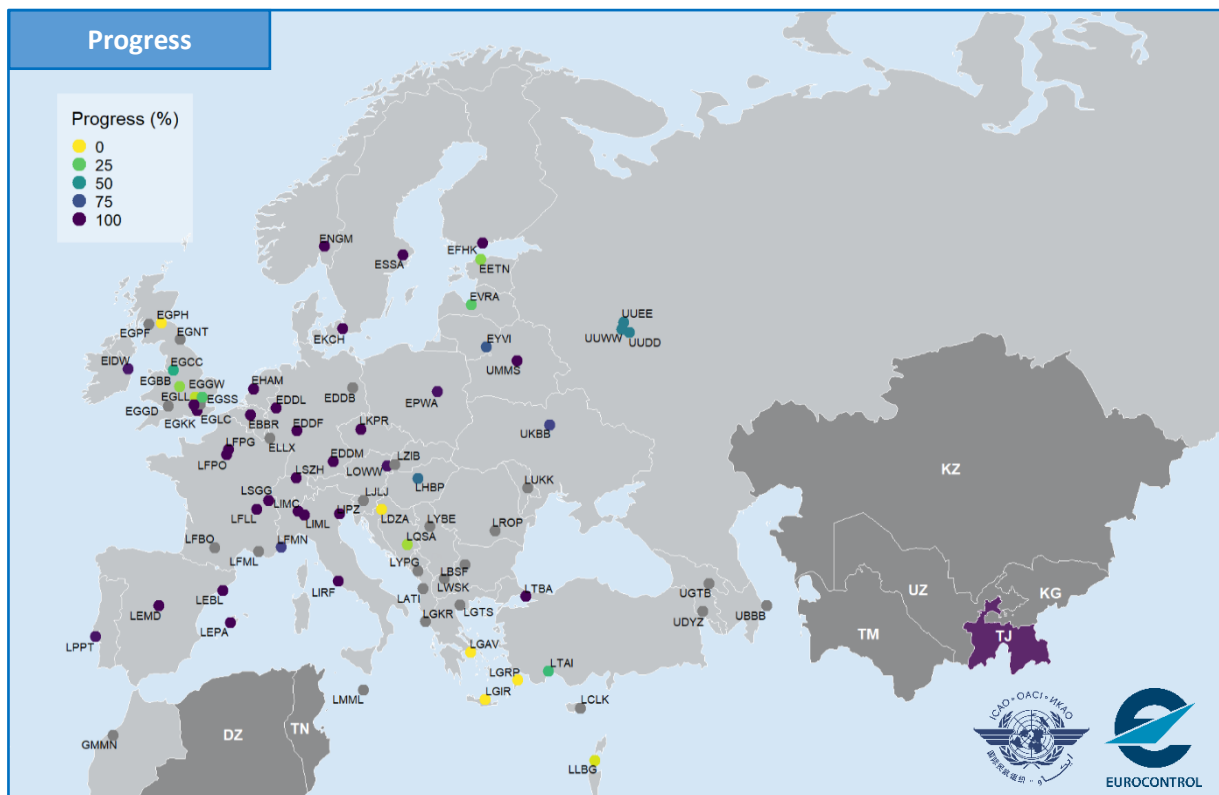 Progress
Progress (%)
0
25
50
75
100
ENGM
ESSA
EFHK
EETN
EVRA
EGPH
EGPF
EGNT
EKCH
EYVI
UUEE
UUWW
UUDD
UMMS
EIDW
EGCC
EGBB
EGGW
EGLL
EGSS
EGGD
EGLC
EGKK
EHAM
EDDL
EDDB
EPWA
EBBR
EDDF
LKPR
UKBB
ELLX
LFPG
LFPO
EDDM
LZIB
LOWW
LSZH
LHBP
LUKK
LSGG
LJLJ
LIMC
LIPZ
LFLL
LIML
LDZA
LYBE
LROP
LFBO
LFMN
LQSA
LFML
LYPG
LBSF
LWSK
LIRF
LATI
LTBA
LEBL
LEMD
LGKR
LGTS
LEPA
LPPT
UGTB
UDYZ
UBBB
LGAV
LTAI
LGRP
LGIR
LMML
LCLK
GMMN
LLBG
KZ
UZ
KG
TM
TJ
DZ
TN
ICAO • OACI • ИКАО
EUROCONTROL